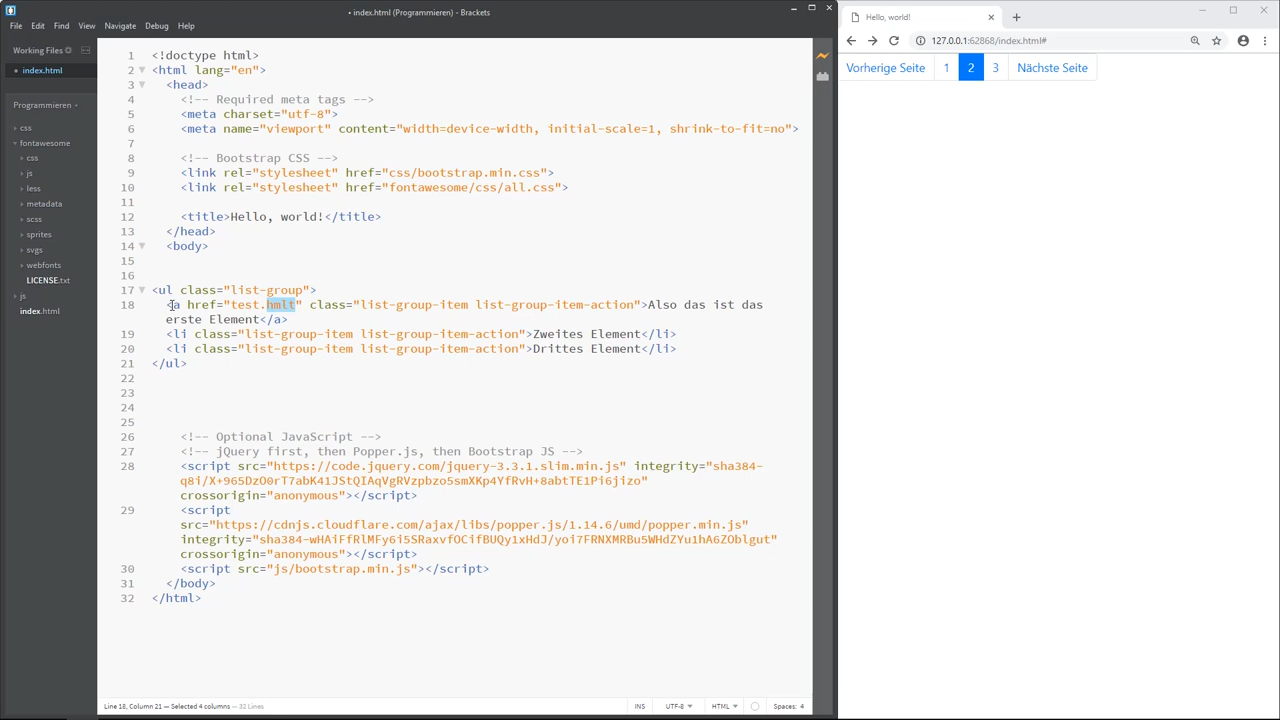 • index.html (Programmieren) - Brackets
File Edit Find View Navigate Debug Help
Working Files
• index.html
Programmieren
css
fontawesome
css
js
less
metadata
scss
sprites
svgs
webfonts
LICENSE.txt
js
index.html
1 <!doctype html>
2 <html lang="en">
3 <head>
4 <!-- Required meta tags -->
5 <meta charset="utf-8">
6 <meta name="viewport" content="width=device-width, initial-scale=1, shrink-to-fit=no">
7
8 <!-- Bootstrap CSS -->
9 <link rel="stylesheet" href="css/bootstrap.min.css">
10 <link rel="stylesheet" href="fontawesome/css/all.css">
11
12 <title>Hello, world!</title>
13 </head>
14 <body>
15
16
17 <ul class="list-group">
18 <a href="test.hmlt" class="list-group-item list-group-item-action">Also das ist das
erste Element</a>
19 <li class="list-group-item list-group-item-action">Zweites Element</li>
20 <li class="list-group-item list-group-item-action">Drittes Element</li>
21 </ul>
22
23
24
25
26 <!-- Optional JavaScript -->
27 <!-- jQuery first, then Popper.js, then Bootstrap JS -->
28 <script src="https://code.jquery.com/jquery-3.3.1.slim.min.js" integrity="sha384-
q8i/X+965DzO0rT7abK41JStQIAqVgRVzpbzo5smXKp4YfRvH+8abtTE1Pi6jizo"
crossorigin="anonymous"></script>
29 <script
src="https://cdnjs.cloudflare.com/ajax/libs/popper.js/1.14.6/umd/popper.min.js"
integrity="sha384-wHAiFfRlMFy6i5SRaxvfOCifBUQy1xHdJ/yoi7FRNXMRBu5WHdZYu1hA6ZOblgut"
crossorigin="anonymous"></script>
30 <script src="js/bootstrap.min.js"></script>
31 </body>
32 </html>
Line 18, Column 21 — Selected 4 columns — 32 Lines
INS UTF-8 HTML Spaces: 4
Hello, world!
127.0.0.1:62868/index.html#
Vorherige Seite 1 2 3 Nächste Seite